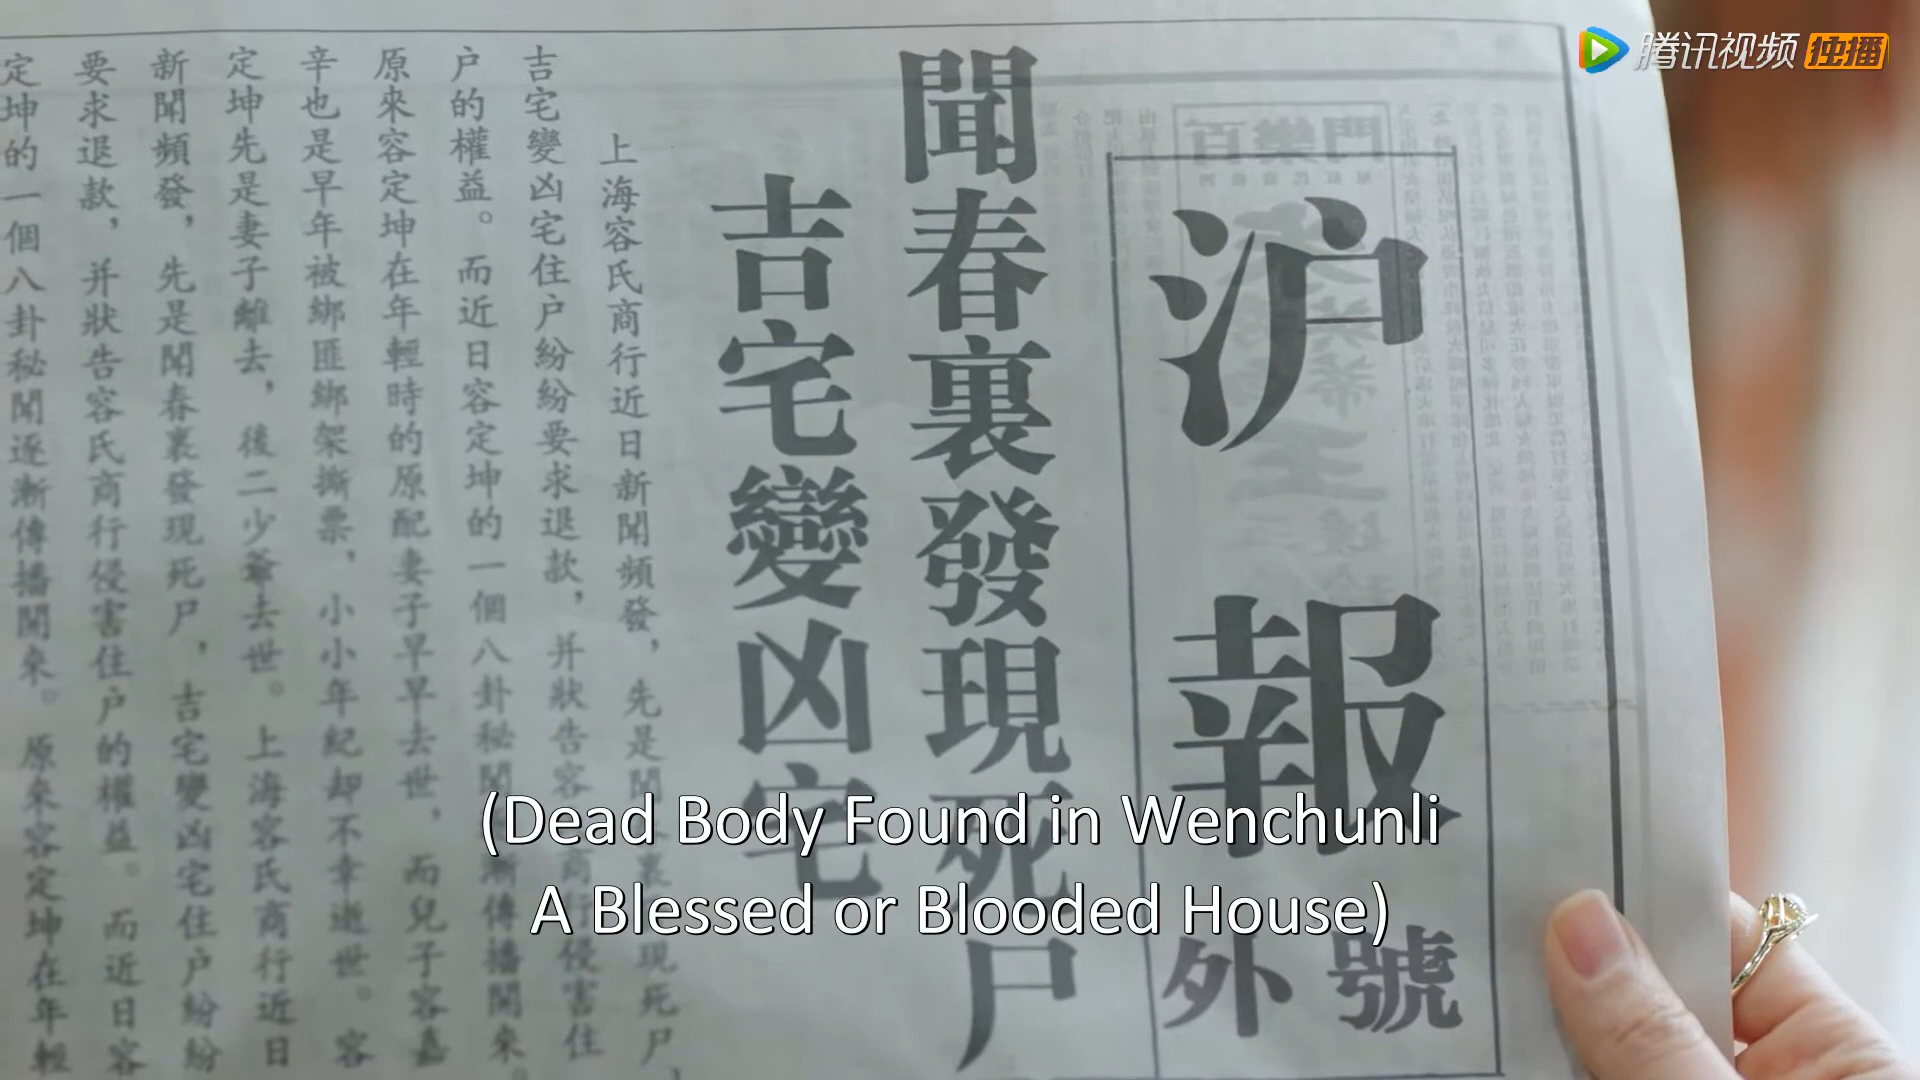 腾讯视频 独播
沪報
號外
聞春裏發現死尸
吉宅變凶宅
上海容氏商行近日新聞頻發，先是聞春裏發現死尸，
吉宅變凶宅住户紛紛要求退款，并狀告容氏商行侵害住
户的權益。而近日容定坤的一個八卦秘聞逐漸傳播開來。
原來容定坤在年輕時的原配妻子早早去世，而兒子容嘉
辛也是早年被綁匪綁架撕票，小小年紀却不幸逝世。容
定坤先是妻子離去，後二少爺去世。上海容氏商行近日
新聞頻發，先是聞春裏發現死尸，吉宅變凶宅住户紛紛
要求退款，并狀告容氏商行侵害住户的權益。而近日容
定坤的一個八卦秘聞逐漸傳播開來。原來容定坤在年輕
(Dead Body Found in Wenchunli
A Blessed or Blooded House)